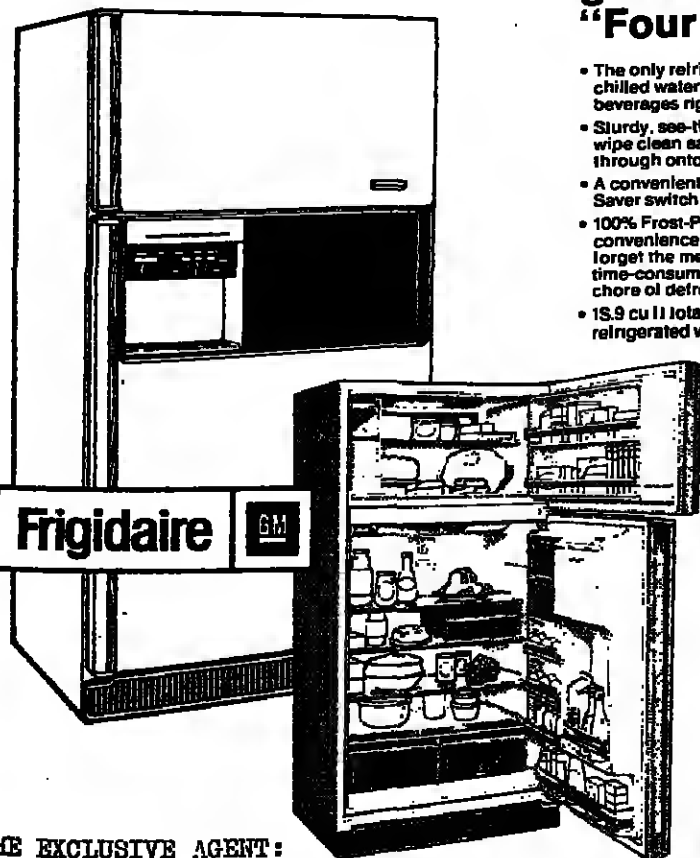 "Four
• The only refri
chilled water
beverages rig
• Sturdy, see-t
wipe clean ea
through onto
• A convenient
Saver switch
• 100% Frost-P
convenience
forget the me
time-consum
chore of defr
• 15.9 cu ft tota
refrigerated v
Frigidaire GM
HE EXCLUSIVE AGENT: